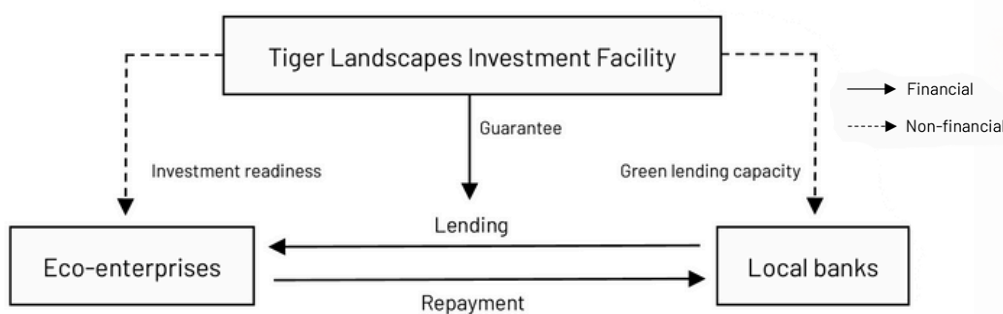 Tiger Landscapes Investment Facility
Financial
Guarantee
Non-financial
Investment readiness
Green lending capacity
Lending
Eco-enterprises
Local banks
Repayment